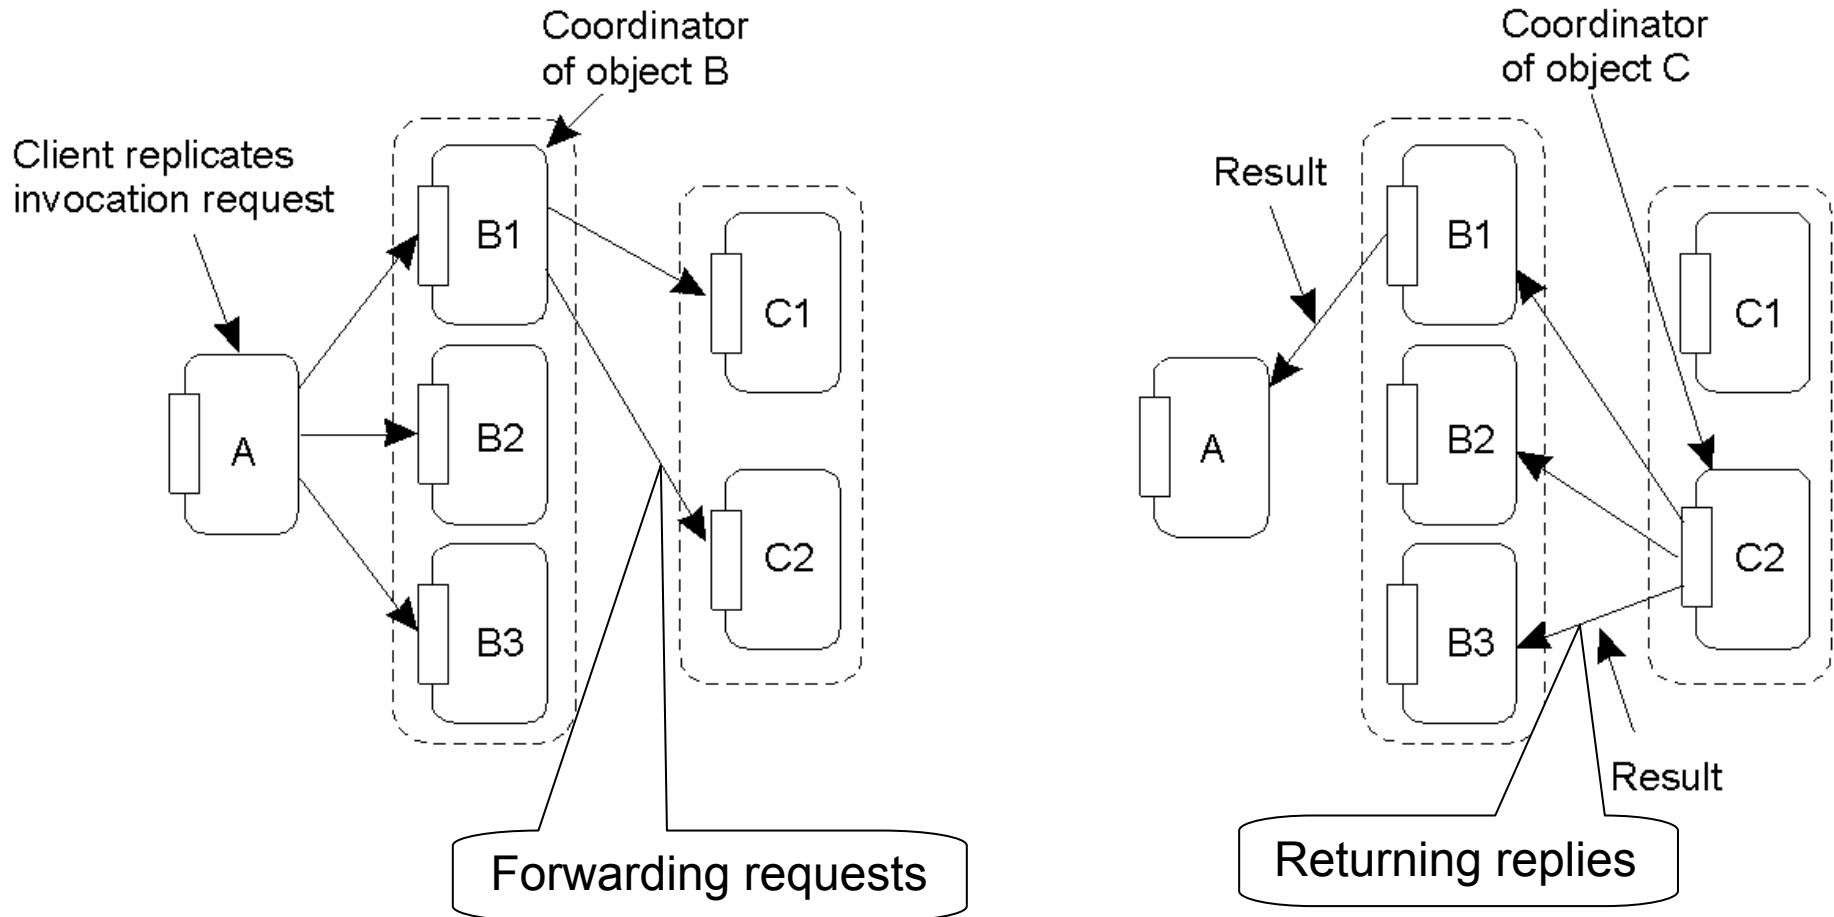 Coordinator
of object B
Client replicates
invocation request
B1
C1
A
B2
C2
B3
Forwarding requests
Coordinator
of object C
Result
B1
C1
A
B2
C2
B3
Result
Returning replies